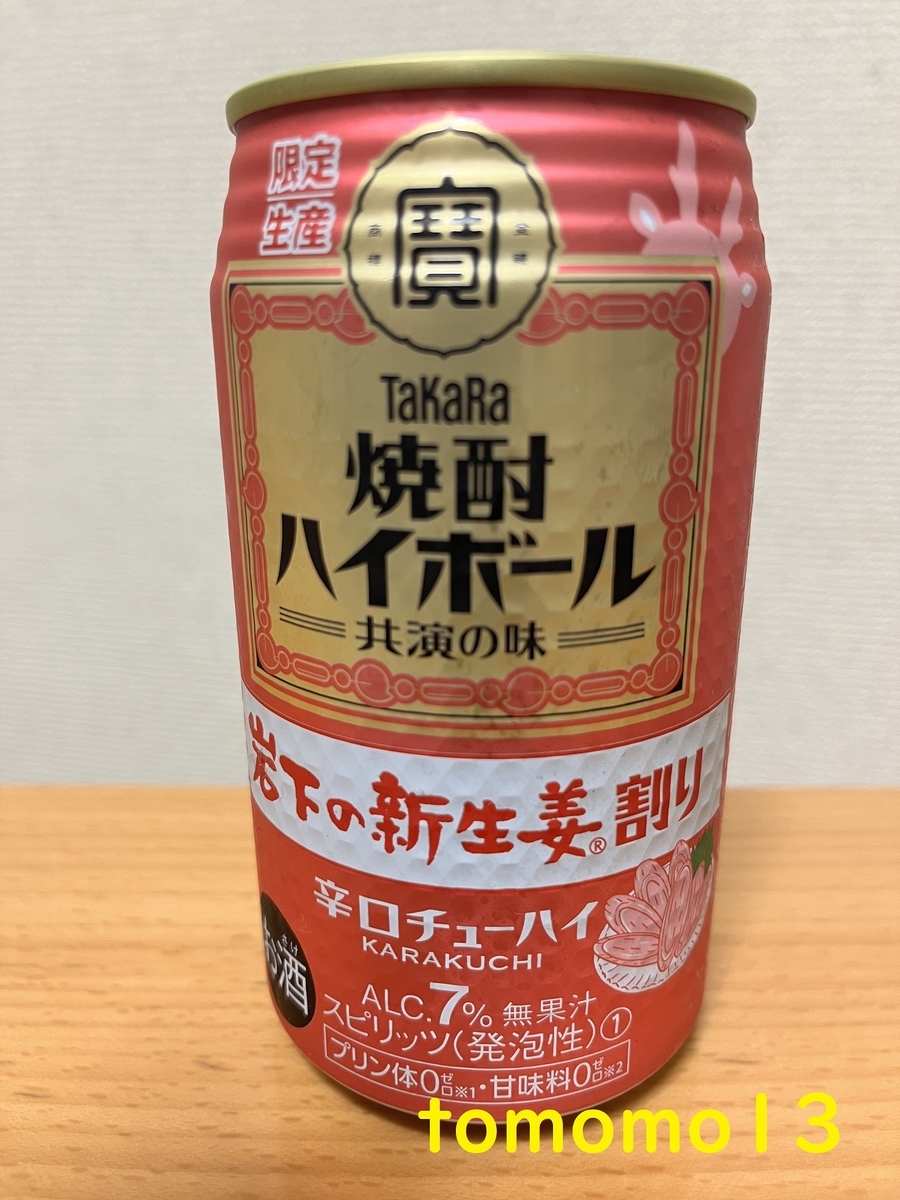 限定
生産
寶
TaKaRa
焼酎
ハイボール
共演の味
岩下の新生姜®割り
辛口チューハイ
KARAKUCHI
お酒
さけ
ALC.7% 無果汁
スピリッツ(発泡性)①
プリン体0ゼロ※1・甘味料0ゼロ※2
tomomo13